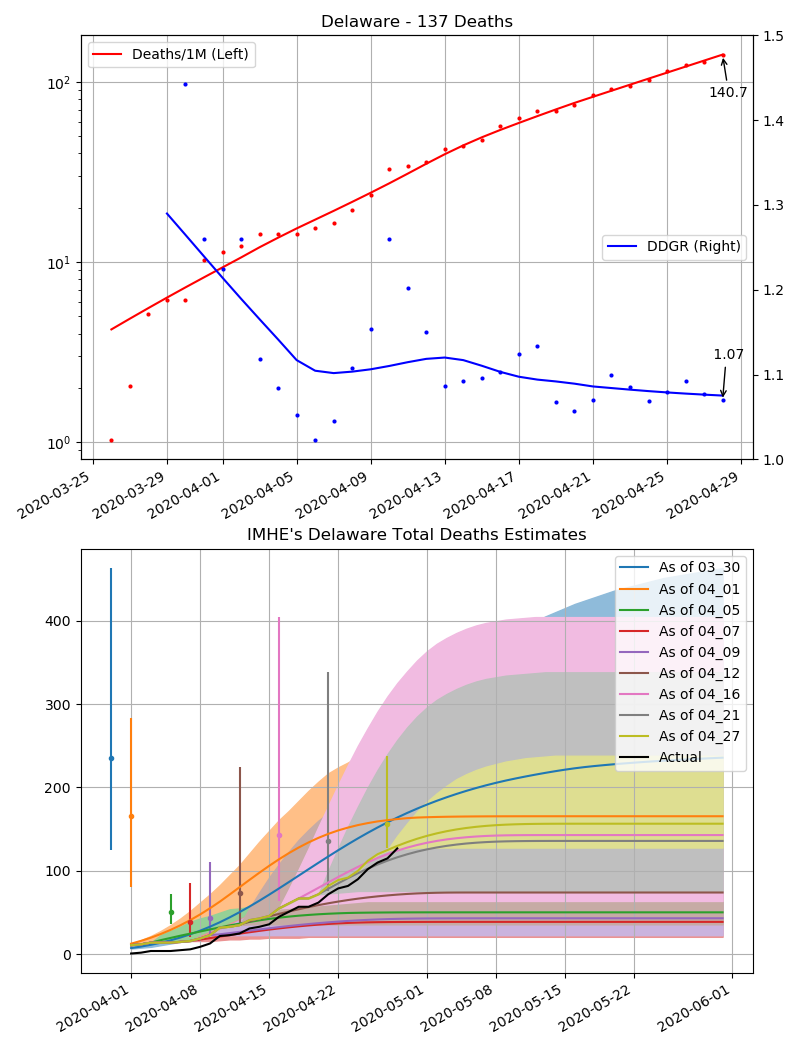 Delaware - 137 Deaths
Deaths/1M (Left)
DDGR (Right)
140.7
1.07
10²
10¹
10⁰
1.5
1.4
1.3
1.2
1.1
1.0
2020-03-25
2020-03-29
2020-04-01
2020-04-05
2020-04-09
2020-04-13
2020-04-17
2020-04-21
2020-04-25
2020-04-29
IMHE's Delaware Total Deaths Estimates
As of 03_30
As of 04_01
As of 04_05
As of 04_07
As of 04_09
As of 04_12
As of 04_16
As of 04_21
As of 04_27
Actual
400
300
200
100
0
2020-04-01
2020-04-08
2020-04-15
2020-04-22
2020-05-01
2020-05-08
2020-05-15
2020-05-22
2020-06-01